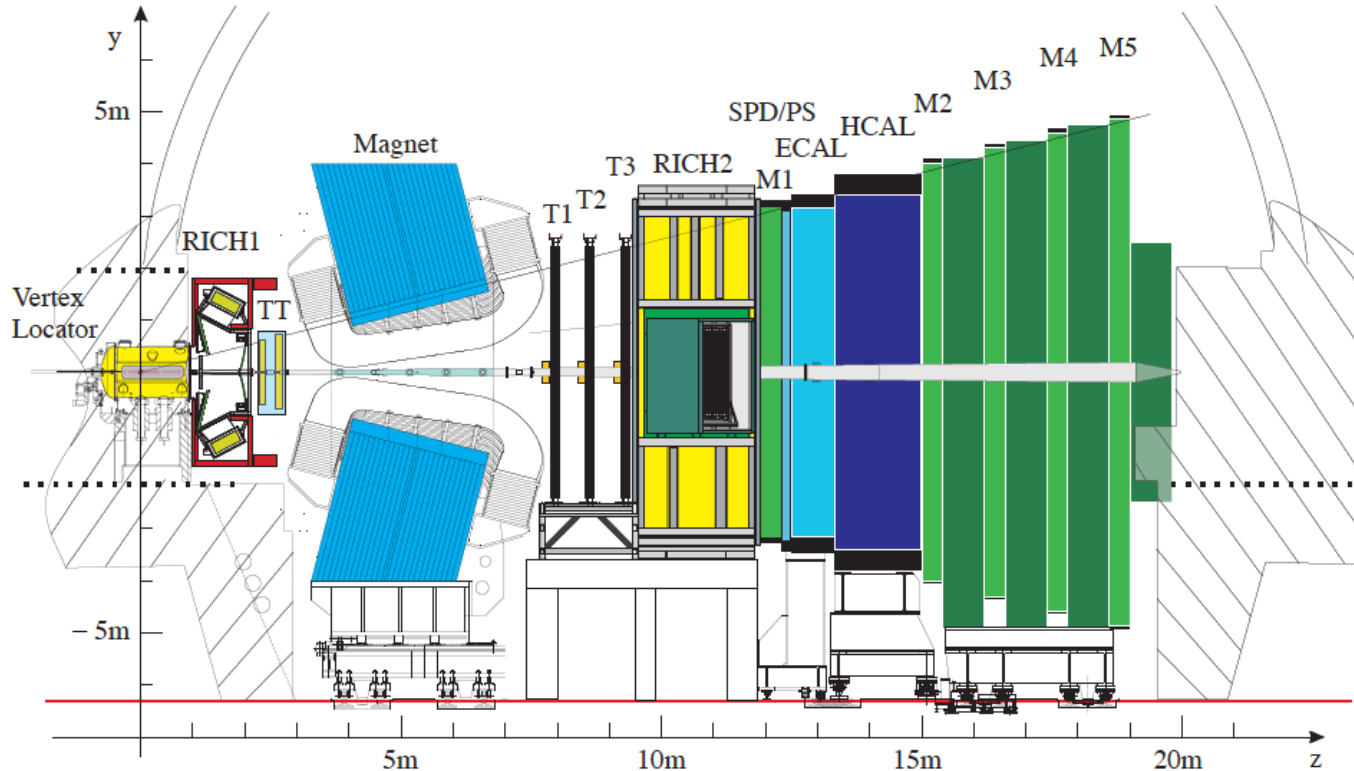 y
5m
M5
M4
M3
M2
SPD/PS
HCAL
ECAL
Magnet
T3
RICH2
M1
T2
T1
RICH1
TT
Vertex
Locator
− 5m
5m
10m
15m
20m
z